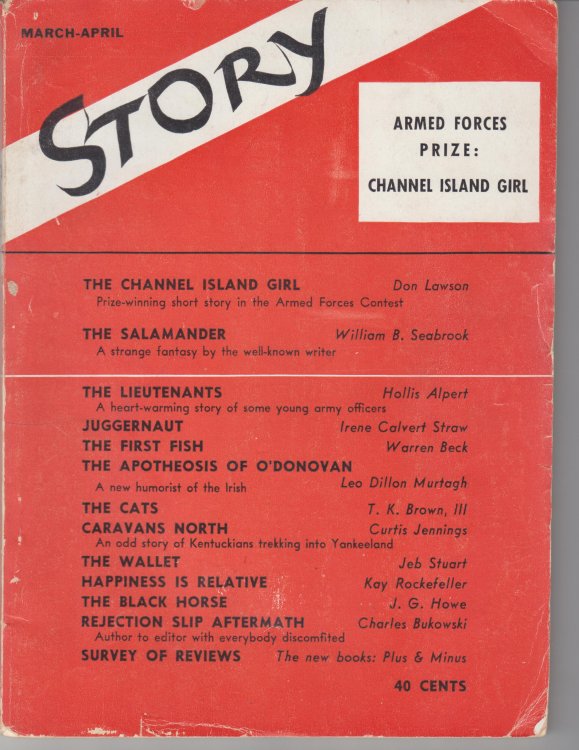 MARCH-APRIL
STORY
ARMED FORCES
PRIZE:
CHANNEL ISLAND GIRL
THE CHANNEL ISLAND GIRL Don Lawson
Prize-winning short story in the Armed Forces Contest
THE SALAMANDER William B. Seabrook
A strange fantasy by the well-known writer
THE LIEUTENANTS Hollis Alpert
A heart-warming story of some young army officers
JUGGERNAUT Irene Calvert Straw
THE FIRST FISH Warren Beck
THE APOTHEOSIS OF O'DONOVAN
A new humorist of the Irish Leo Dillon Murtagh
THE CATS T. K. Brown, III
CARAVANS NORTH Curtis Jennings
An odd story of Kentuckians trekking into Yankeeland
THE WALLET Jeb Stuart
HAPPINESS IS RELATIVE Kay Rockefeller
THE BLACK HORSE J. G. Howe
REJECTION SLIP AFTERMATH Charles Bukowski
Author to editor with everybody discomfited
SURVEY OF REVIEWS The new books: Plus & Minus
40 CENTS